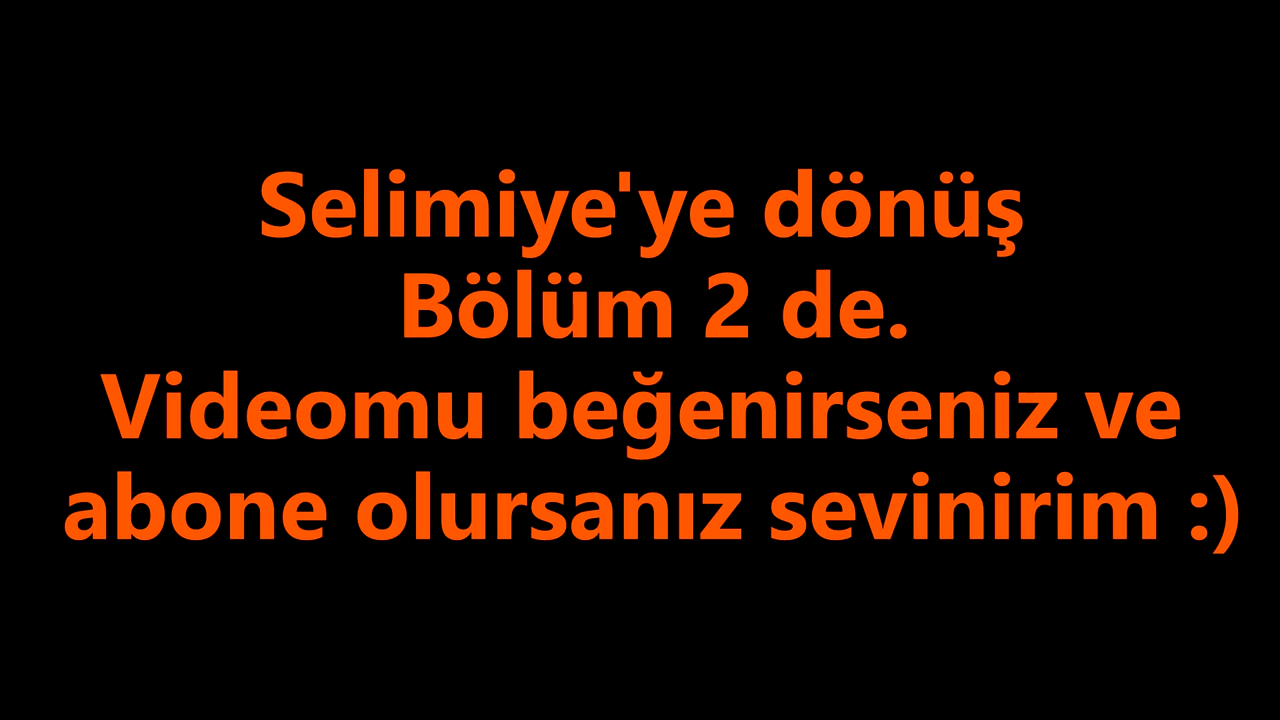 Selimiye'ye dönüş
Bölüm 2 de.
Videomu beğenirseniz ve
abone olursanız sevinirim :)